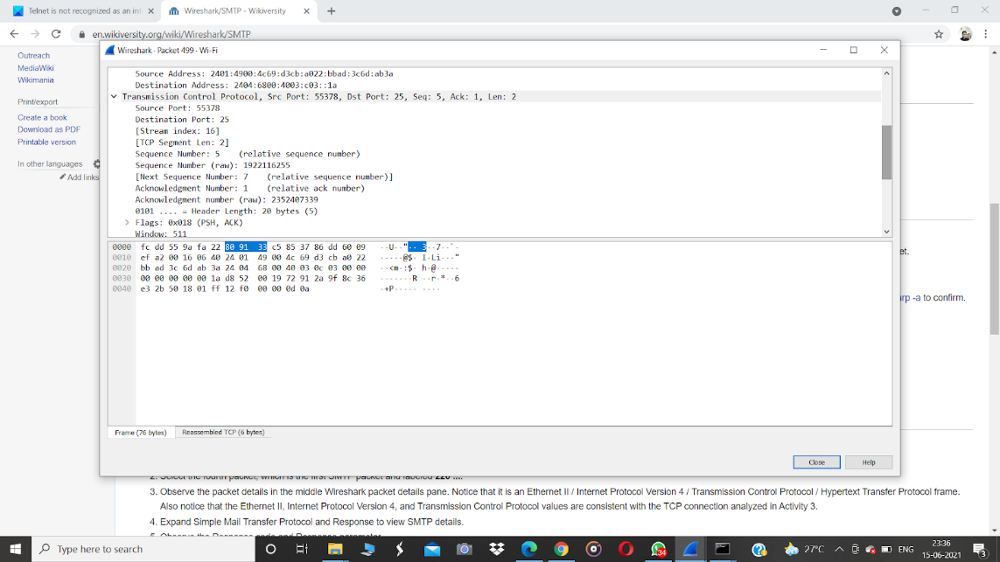 Telnet is not recognized as an int
Wireshark/SMTP - Wikiversity
en.wikiversity.org/wiki/Wireshark/SMTP
Outreach
MediaWiki
Wikimania
Print/export
Create a book
Download as PDF
Printable version
In other languages
Add links
Wireshark · Packet 499 · Wi-Fi
Source Address: 2401:4900:4c69:d3cb:a022:bbad:3c6d:ab3a
Destination Address: 2404:6800:4003:c03::1a
Transmission Control Protocol, Src Port: 55378, Dst Port: 25, Seq: 5, Ack: 1, Len: 2
Source Port: 55378
Destination Port: 25
[Stream index: 16]
[TCP Segment Len: 2]
Sequence Number: 5 (relative sequence number)
Sequence Number (raw): 1922116255
[Next Sequence Number: 7 (relative sequence number)]
Acknowledgment Number: 1 (relative ack number)
Acknowledgment number (raw): 2352407339
0101 .... = Header Length: 20 bytes (5)
Flags: 0x018 (PSH, ACK)
Window: 511
0000 fc dd 55 9a fa 22 80 91 33 c5 85 37 86 dd 60 09 ··U··"·· 3··7··`·
0010 ef a2 00 16 06 40 24 01 49 00 4c 69 d3 cb a0 22 ·····@$· I·Li···"
0020 bb ad 3c 6d ab 3a 24 04 68 00 40 03 0c 03 00 00 ··<m·:$· h·@·····
0030 00 00 00 00 00 1a d8 52 00 19 72 91 2a 9f 8c 36 ·······R ··r·*··6
0040 e3 2b 50 18 01 ff 12 f0 00 00 0d 0a ·+P····· ····
Frame (76 bytes)
Reassembled TCP (6 bytes)
Close
Help
et.
rp -a to confirm.
2. Select the fourth packet, which is the first SMTP packet and labeled 220 ....
3. Observe the packet details in the middle Wireshark packet details pane. Notice that it is an Ethernet II / Internet Protocol Version 4 / Transmission Control Protocol / Hypertext Transfer Protocol frame.
Also notice that the Ethernet II, Internet Protocol Version 4, and Transmission Control Protocol values are consistent with the TCP connection analyzed in Activity 3.
4. Expand Simple Mail Transfer Protocol and Response to view SMTP details.
5. Observe the Response code and Response parameter.
Type here to search
34
27°C
ENG
23:36
15-06-2021
3